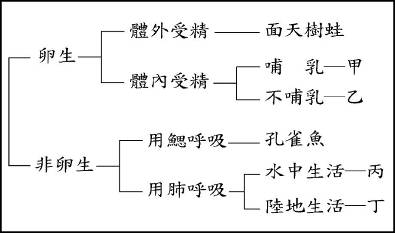 卵生
體外受精
面天樹蛙
體內受精
哺 乳
甲
不哺乳
乙
非卵生
用鰓呼吸
孔雀魚
用肺呼吸
水中生活
丙
陸地生活
丁